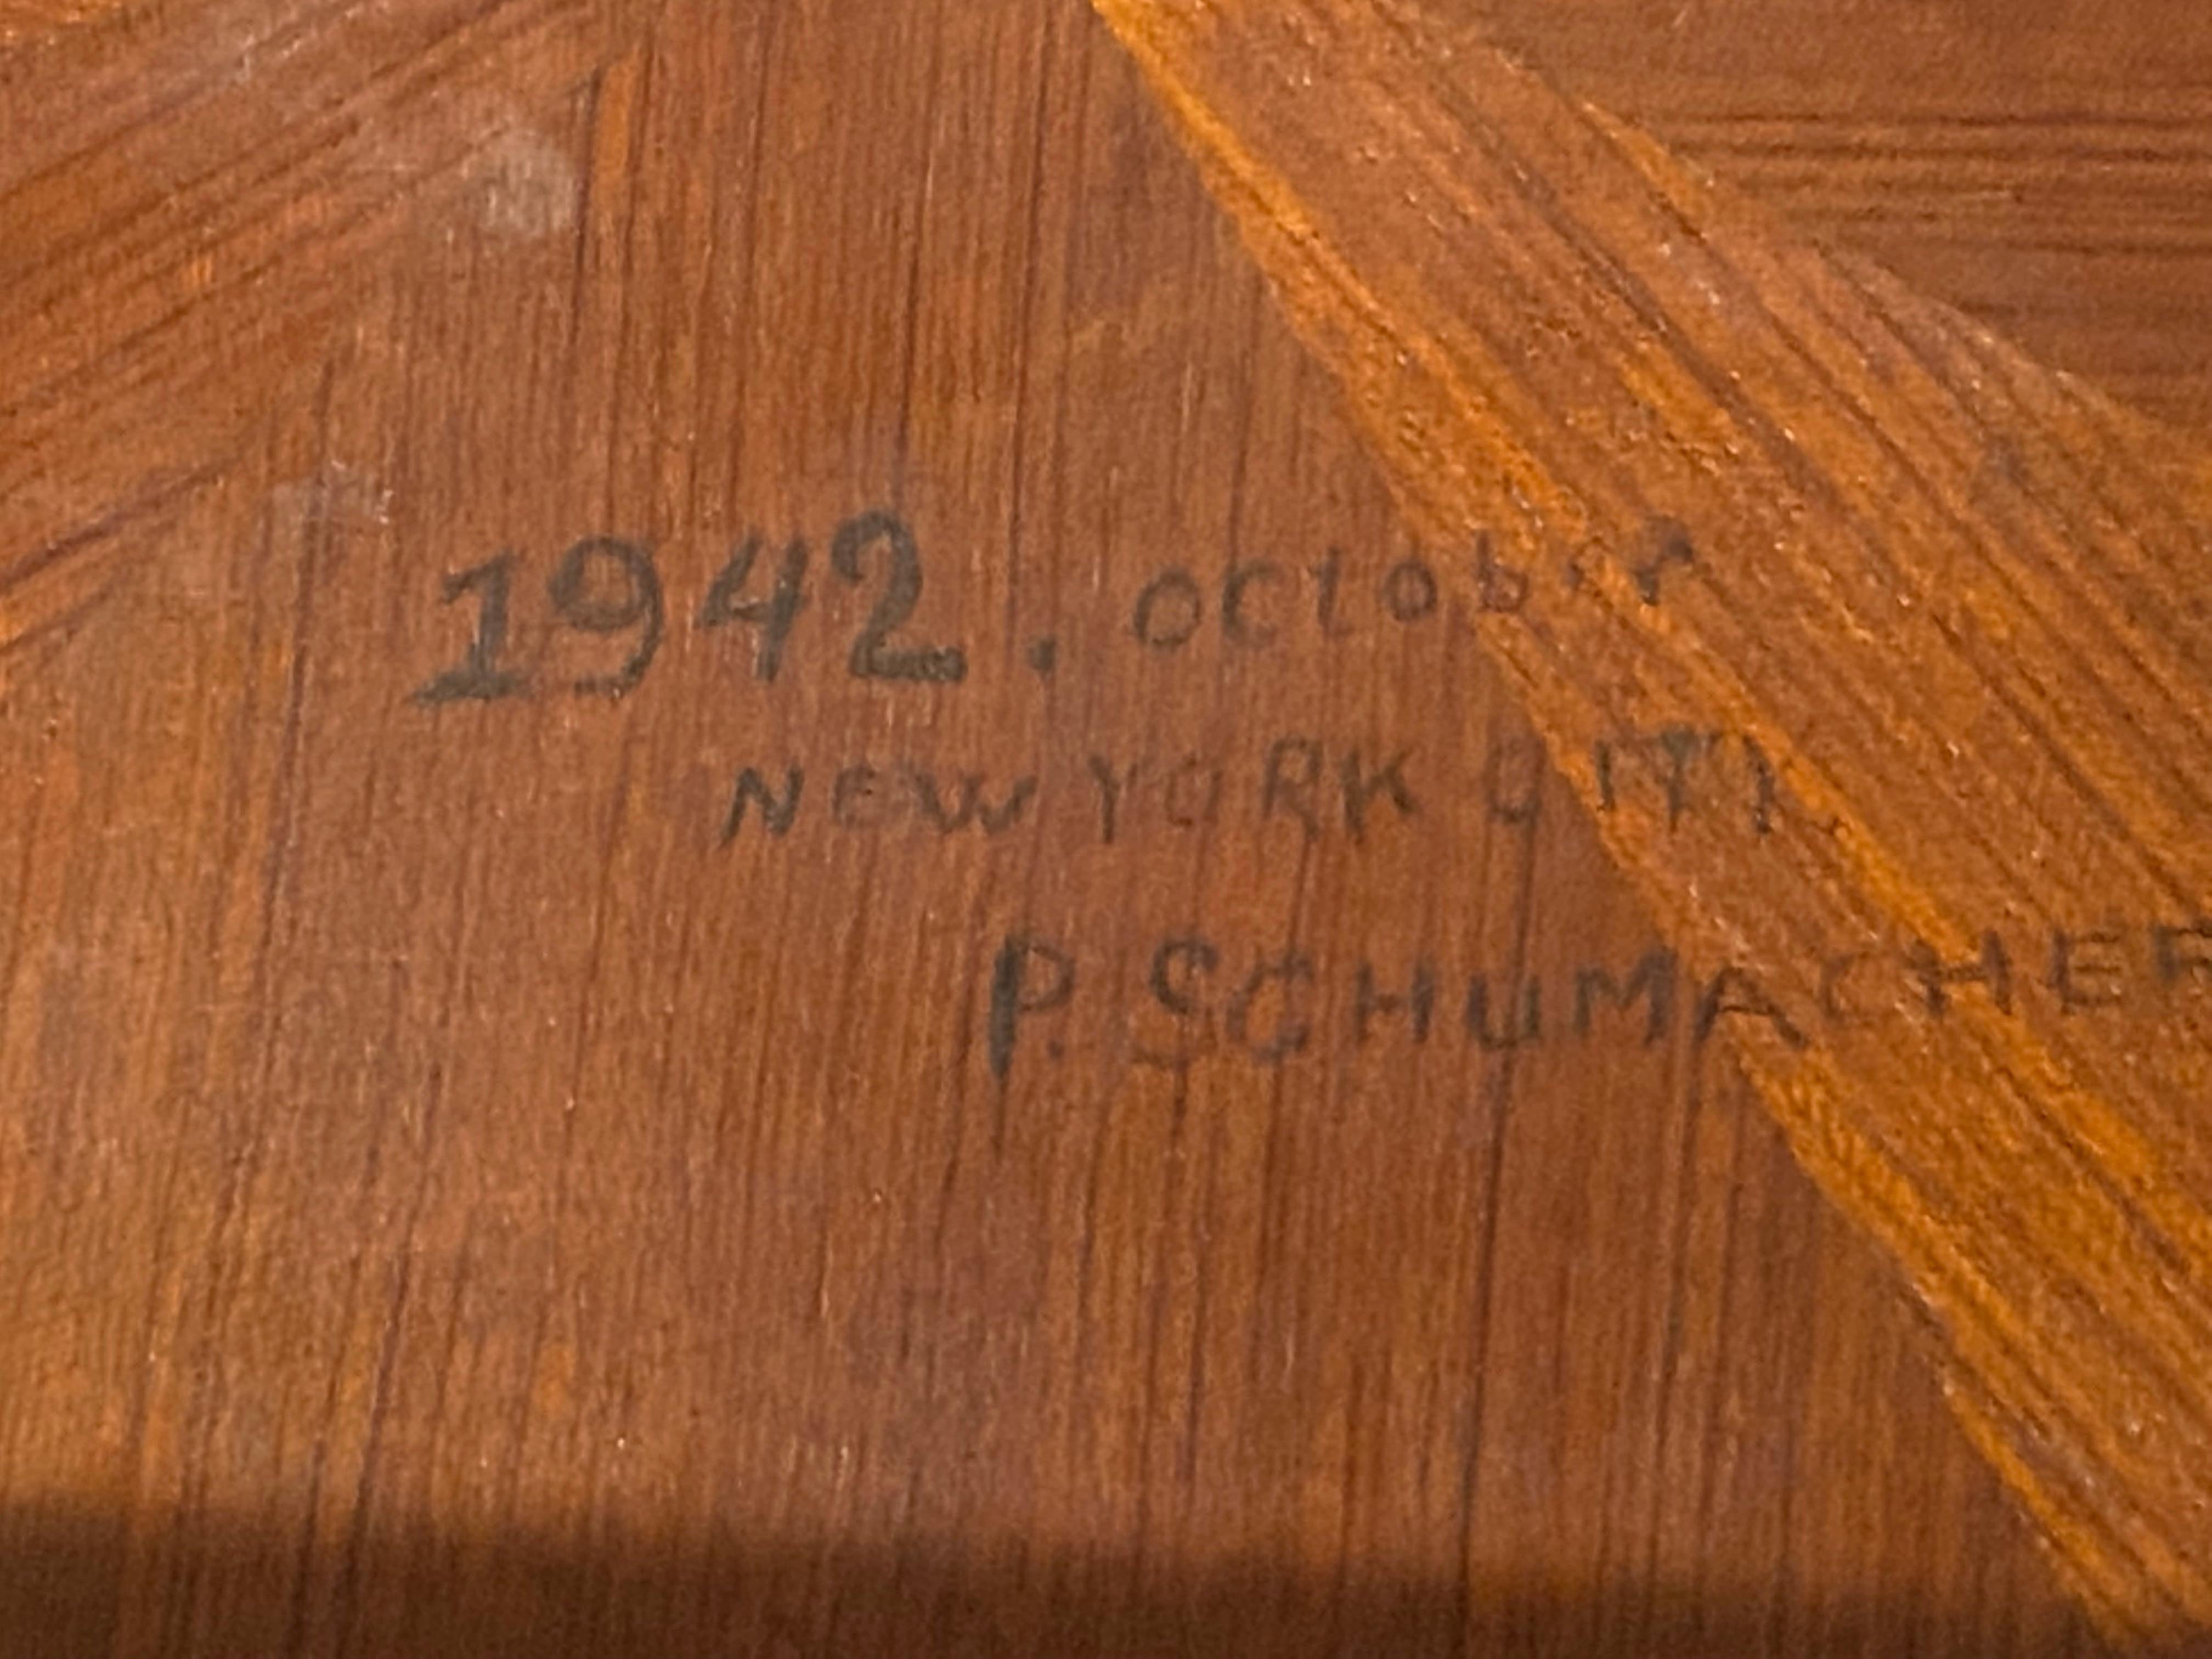 1942. october
NEW YORK CITY.
P. SCHUMACHER